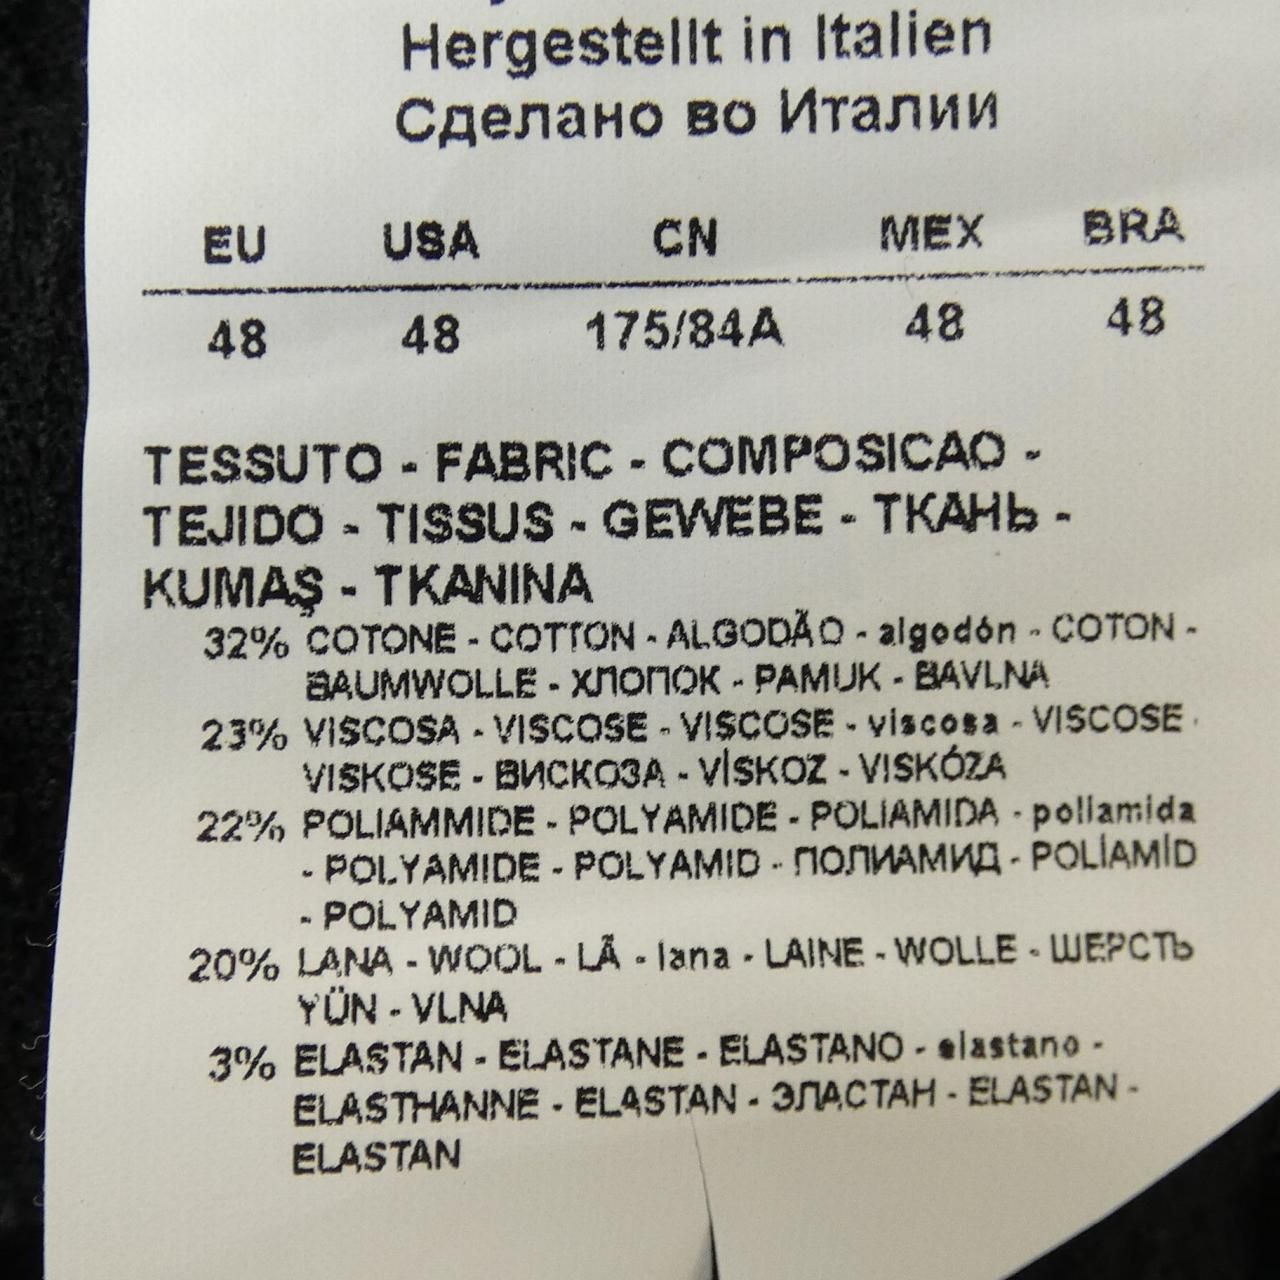 Hergestellt in Italien
Сделано во Италии
EU USA CN MEX BRA
48 48 175/84A 48 48
TESSUTO - FABRIC - COMPOSICAO -
TEJIDO - TISSUS - GEWEBE - ТКАНЬ -
KUMAŞ - TKANINA
32% COTONE - COTTON - ALGODÃO - algodón - COTON -
BAUMWOLLE - ХЛОПОК - PAMUK - BAVLNA
23% VISCOSA - VISCOSE - VISCOSE - viscosa - VISCOSE -
VISKOSE - ВИСКОЗА - VİSKOZ - VISKÓZA
22% POLIAMMIDE - POLYAMIDE - POLIAMIDA - poliamida
- POLYAMIDE - POLYAMID - ПОЛИАМИД - POLİAMİD
- POLYAMID
20% LANA - WOOL - LÃ - lana - LAINE - WOLLE - ШЕРСТЬ
YÜN - VLNA
3% ELASTAN - ELASTANE - ELASTANO - elastano -
ELASTHANNE - ELASTAN - ЭЛАСТАН - ELASTAN -
ELASTAN